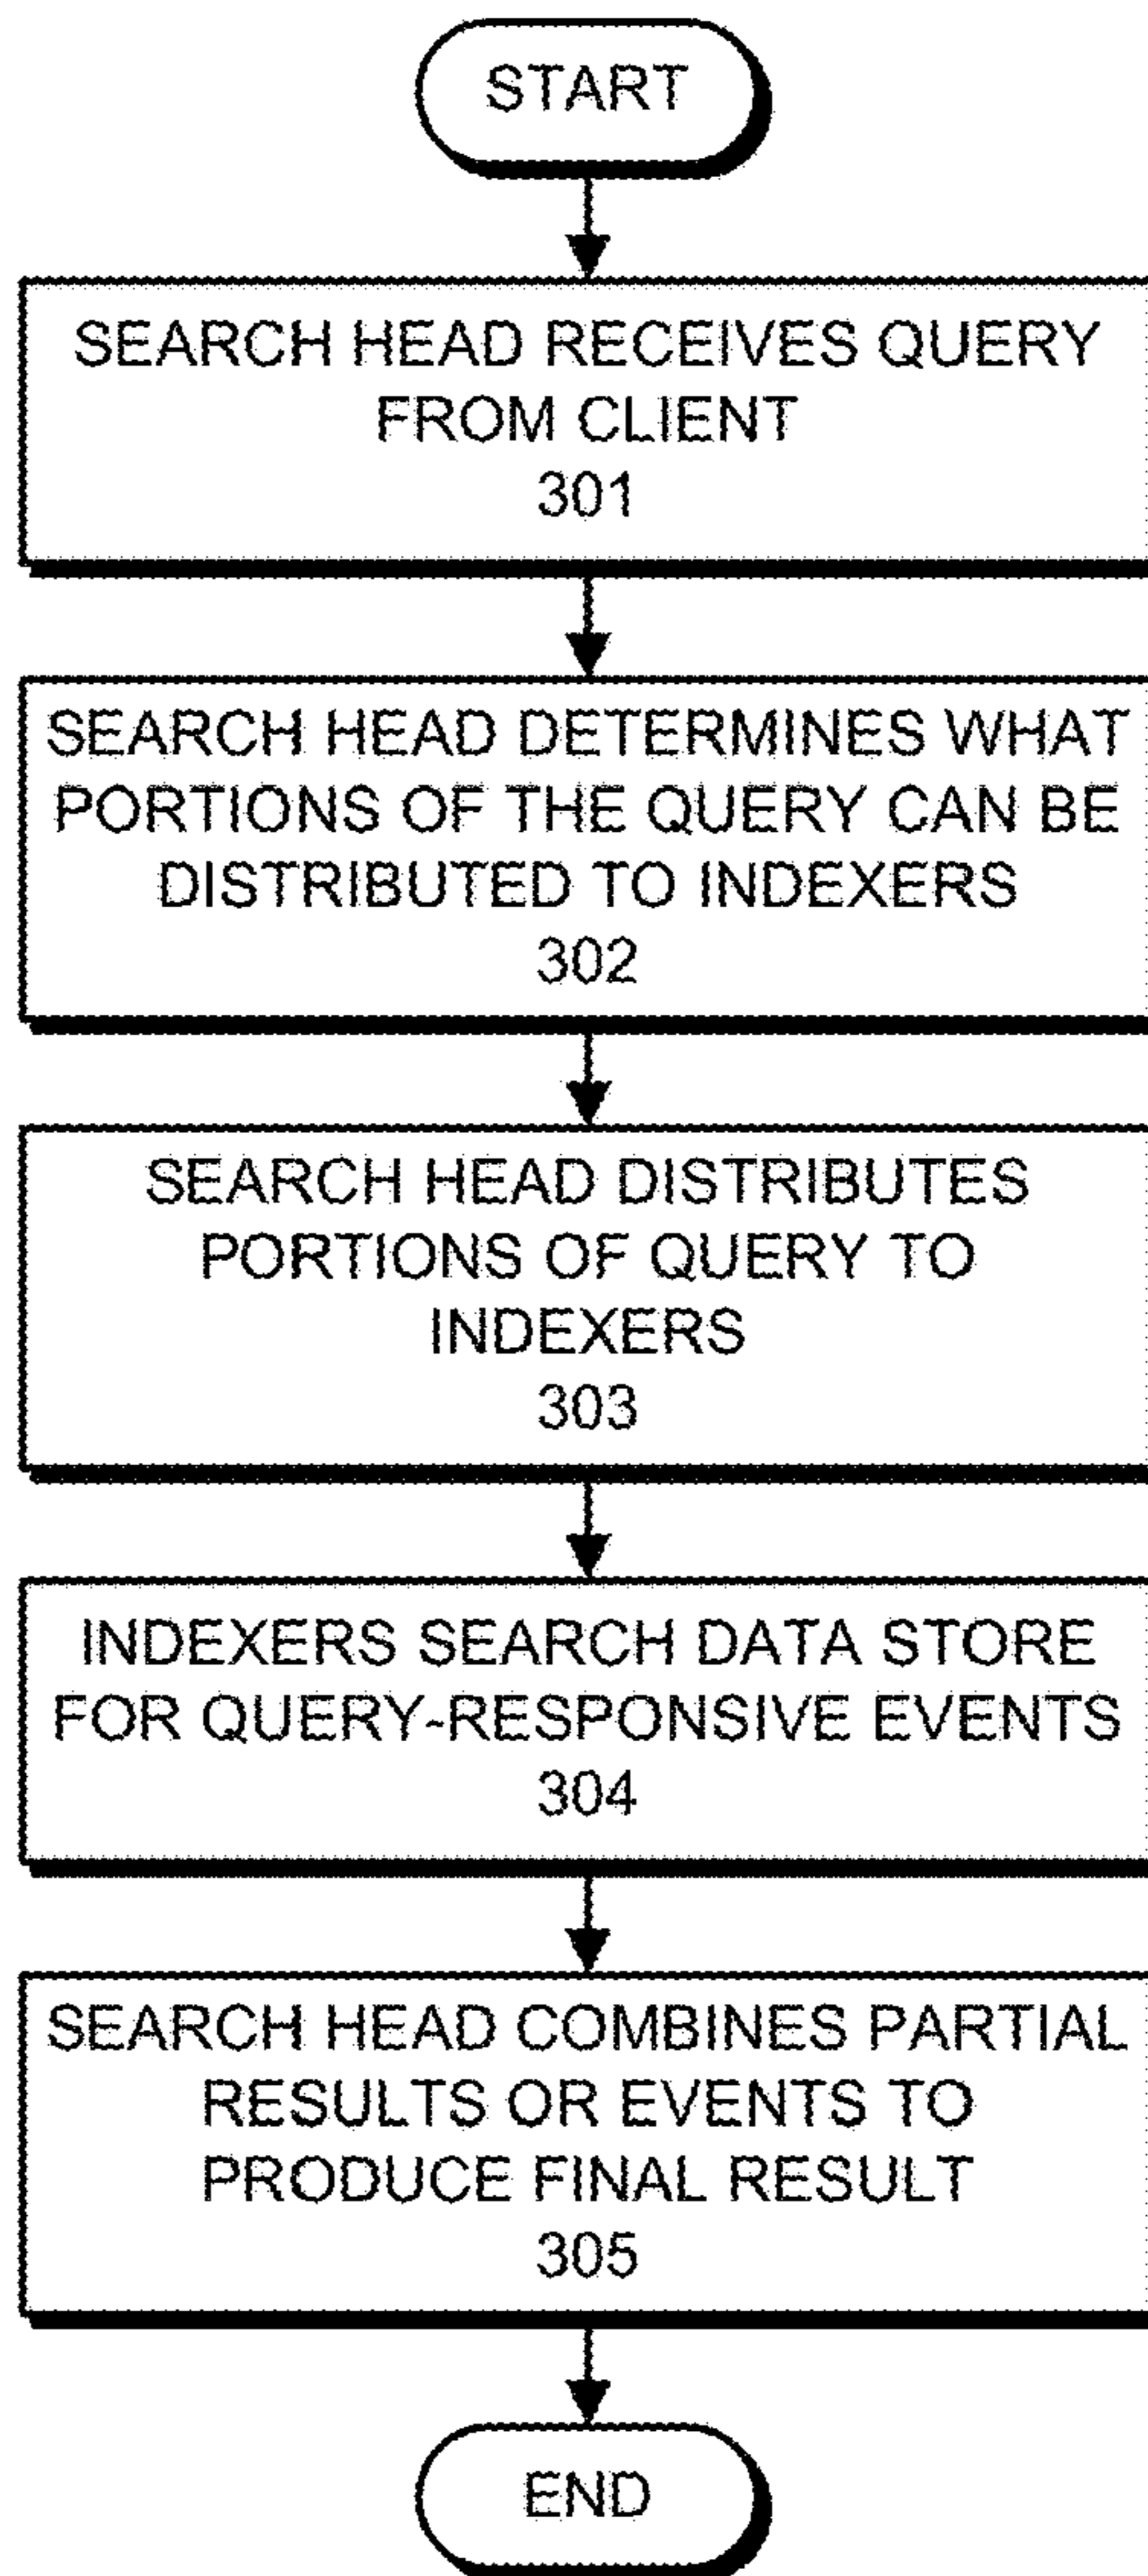 START
SEARCH HEAD RECEIVES QUERY
FROM CLIENT
301
SEARCH HEAD DETERMINES WHAT
PORTIONS OF THE QUERY CAN BE
DISTRIBUTED TO INDEXERS
302
SEARCH HEAD DISTRIBUTES
PORTIONS OF QUERY TO
INDEXERS
303
INDEXERS SEARCH DATA STORE
FOR QUERY-RESPONSIVE EVENTS
304
SEARCH HEAD COMBINES PARTIAL
RESULTS OR EVENTS TO
PRODUCE FINAL RESULT
305
END